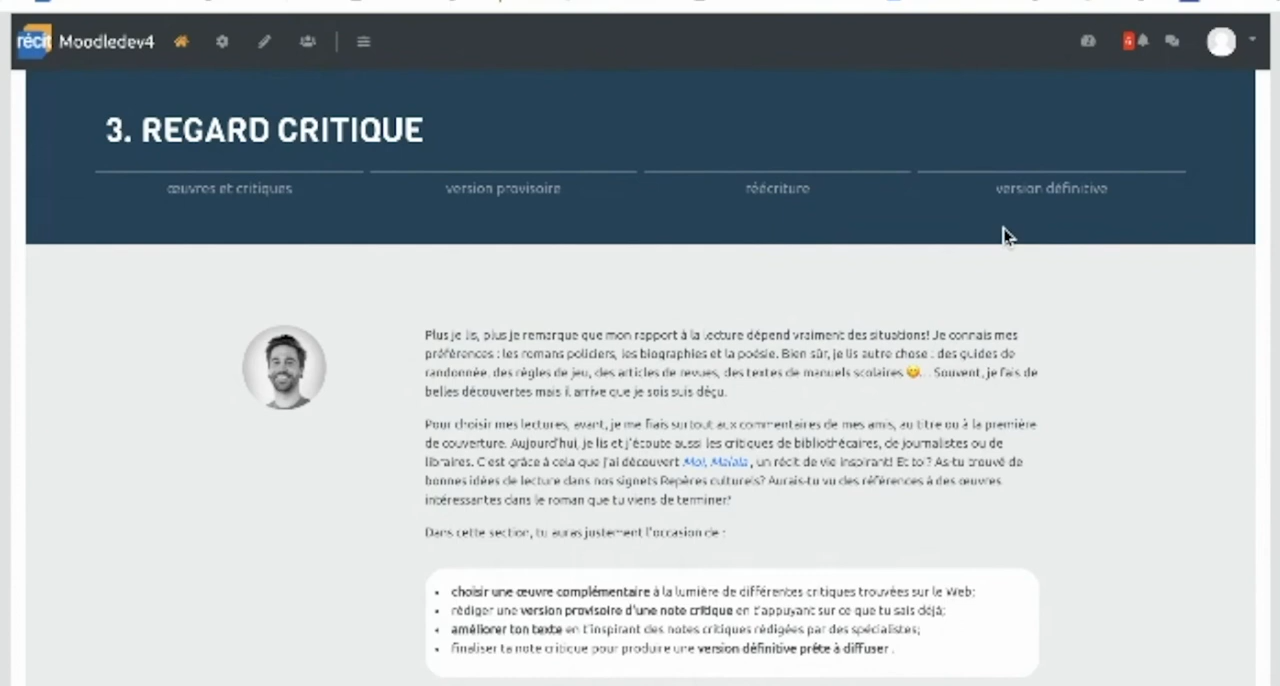 récit Moodledev4
3. REGARD CRITIQUE
œuvres et critiques
version provisoire
réécriture
version définitive
Plus je lis, plus je remarque que mon rapport à la lecture dépend vraiment des situations! Je connais mes
préférences : les romans policiers, les biographies et la poésie. Bien sûr, je lis autre chose : des guides de
randonnée, des règles de jeu, des articles de revues, des textes de manuels scolaires 😜... Souvent, je fais de
belles découvertes mais il arrive que je sois suis déçu.
Pour choisir mes lectures, avant, je me fiais surtout aux commentaires de mes amis, au titre ou à la première
de couverture. Aujourd'hui, je lis et j'écoute aussi les critiques de bibliothécaires, de journalistes ou de
libraires. C'est grâce à cela que j'ai découvert Moi, Malala, un récit de vie inspirant! Et toi? As-tu trouvé de
bonnes idées de lecture dans nos signets Repères culturels? Aurais-tu vu des références à des œuvres
intéressantes dans le roman que tu viens de terminer?
Dans cette section, tu auras justement l'occasion de :
• choisir une œuvre complémentaire à la lumière de différentes critiques trouvées sur le Web;
• rédiger une version provisoire d'une note critique en t'appuyant sur ce que tu sais déjà;
• améliorer ton texte en t'inspirant des notes critiques rédigées par des spécialistes;
• finaliser ta note critique pour produire une version définitive prête à diffuser .